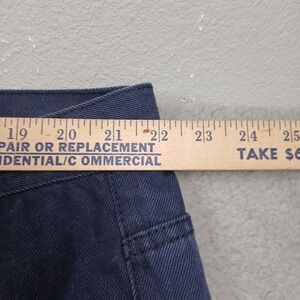 19 20 21 22 23 24 25
PAIR OR REPLACEMENT
IDENTIAL/C OMMERCIAL TAKE $6